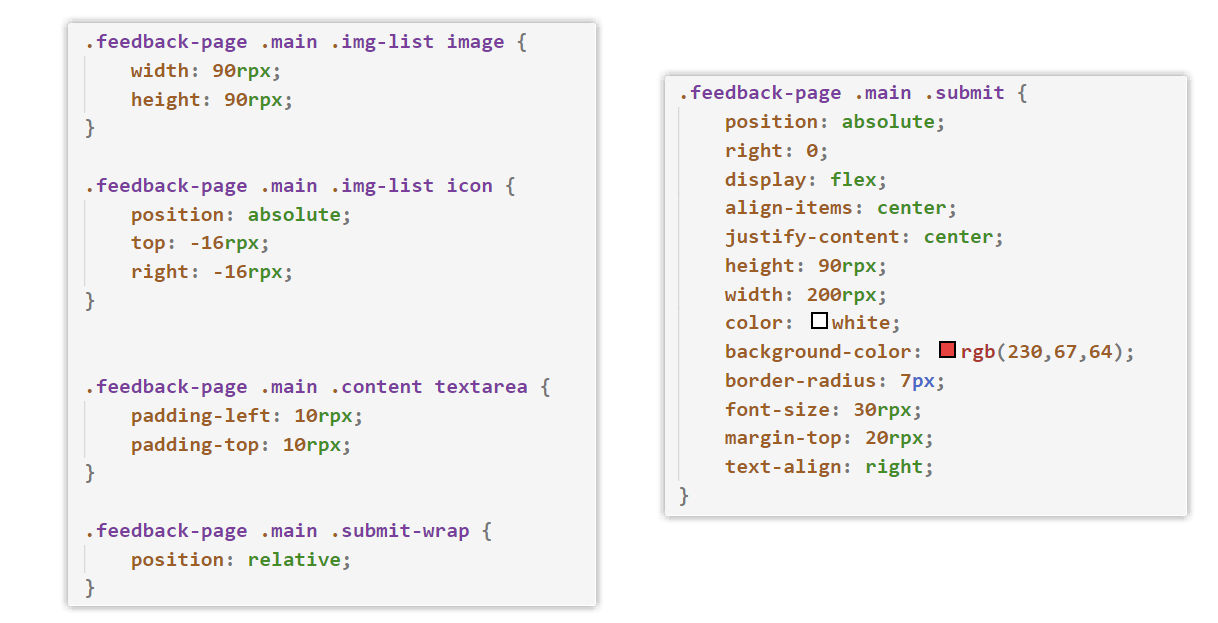 .feedback-page .main .img-list image {
    width: 90rpx;
    height: 90rpx;
}
.feedback-page .main .img-list icon {
    position: absolute;
    top: -16rpx;
    right: -16rpx;
}
.feedback-page .main .content textarea {
    padding-left: 10rpx;
    padding-top: 10rpx;
}
.feedback-page .main .submit-wrap {
    position: relative;
}
.feedback-page .main .submit {
    position: absolute;
    right: 0;
    display: flex;
    align-items: center;
    justify-content: center;
    height: 90rpx;
    width: 200rpx;
    color: white;
    background-color: rgb(230,67,64);
    border-radius: 7px;
    font-size: 30rpx;
    margin-top: 20rpx;
    text-align: right;
}